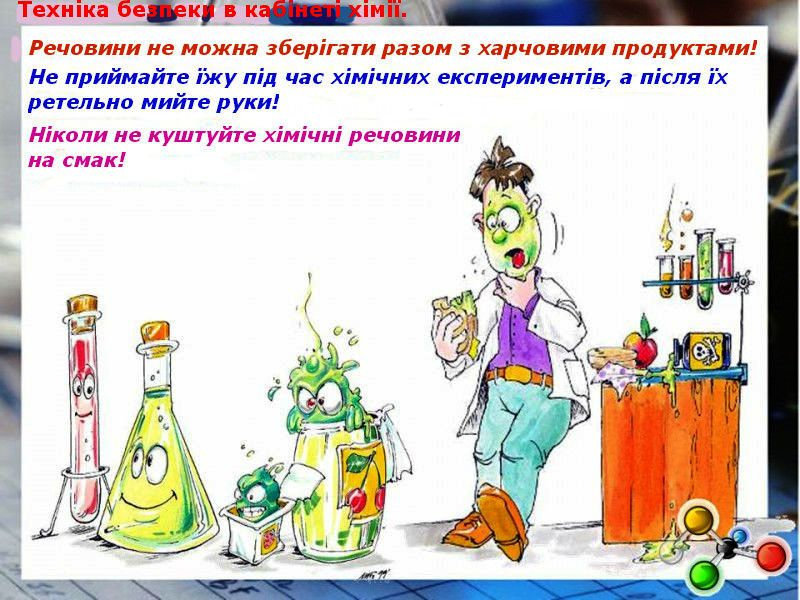 Техніка безпеки в кабінеті хімії.
Речовини не можна зберігати разом з харчовими продуктами!
Не приймайте їжу під час хімічних експериментів, а після їх
ретельно мийте руки!
Ніколи не куштуйте хімічні речовини
на смак!